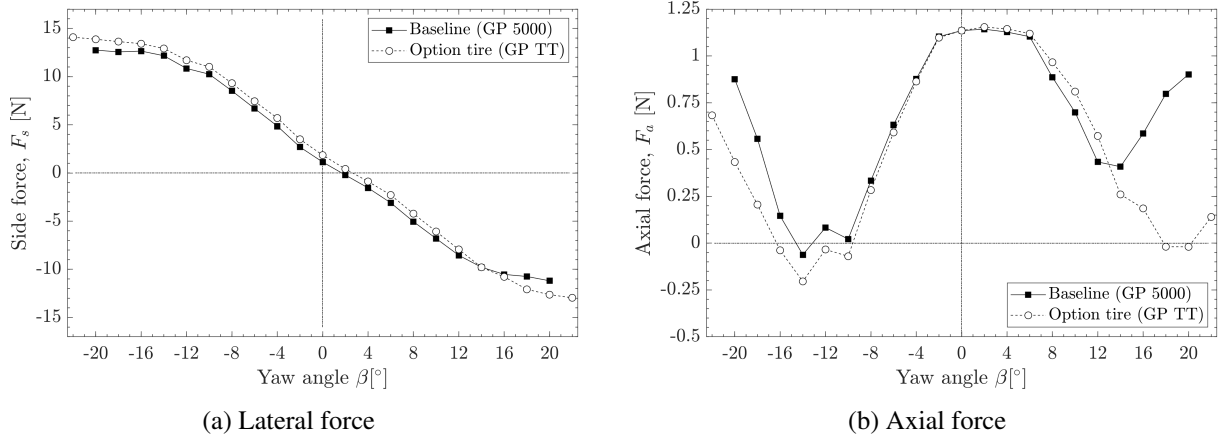 15
10
5
0
-5
-10
-15
Side force, F_s [N]
Baseline (GP 5000)
Option tire (GP TT)
-20 -16 -12 -8 -4 0 4 8 12 16 20
Yaw angle β[°]
(a) Lateral force
1.25
1
0.75
0.5
0.25
0
-0.25
-0.5
Axial force, F_a [N]
Baseline (GP 5000)
Option tire (GP TT)
-20 -16 -12 -8 -4 0 4 8 12 16 20
Yaw angle β[°]
(b) Axial force